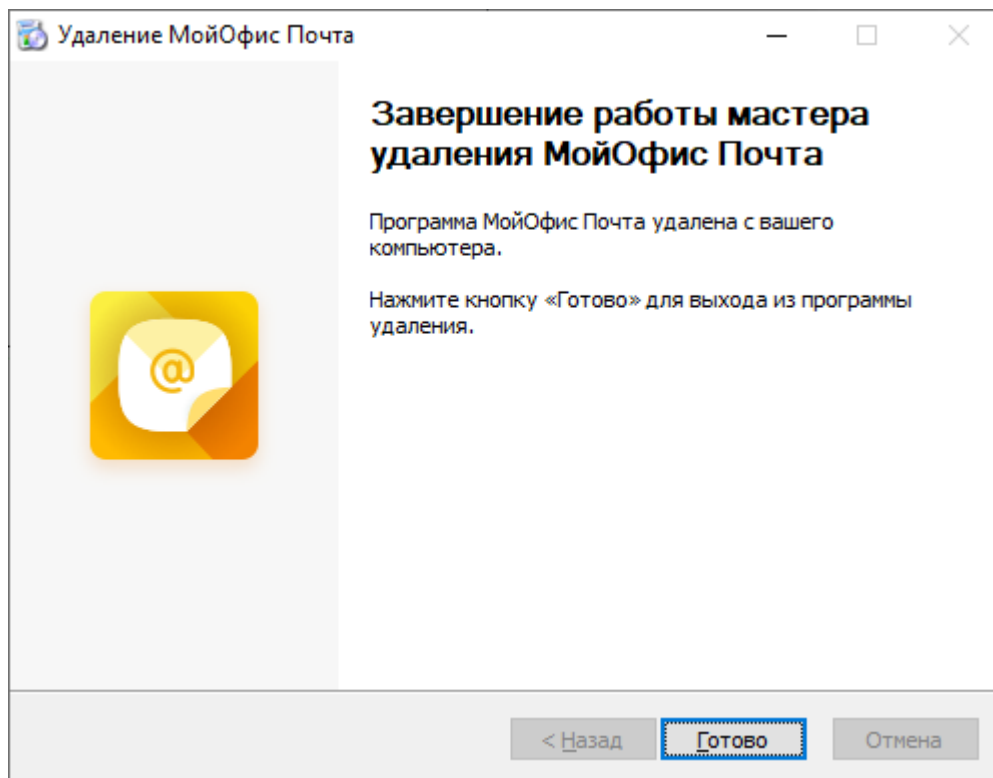 Удаление МойОфис Почта
Завершение работы мастера
удаления МойОфис Почта
Программа МойОфис Почта удалена с вашего
компьютера.
Нажмите кнопку «Готово» для выхода из программы
удаления.
@
< Назад
Готово
Отмена